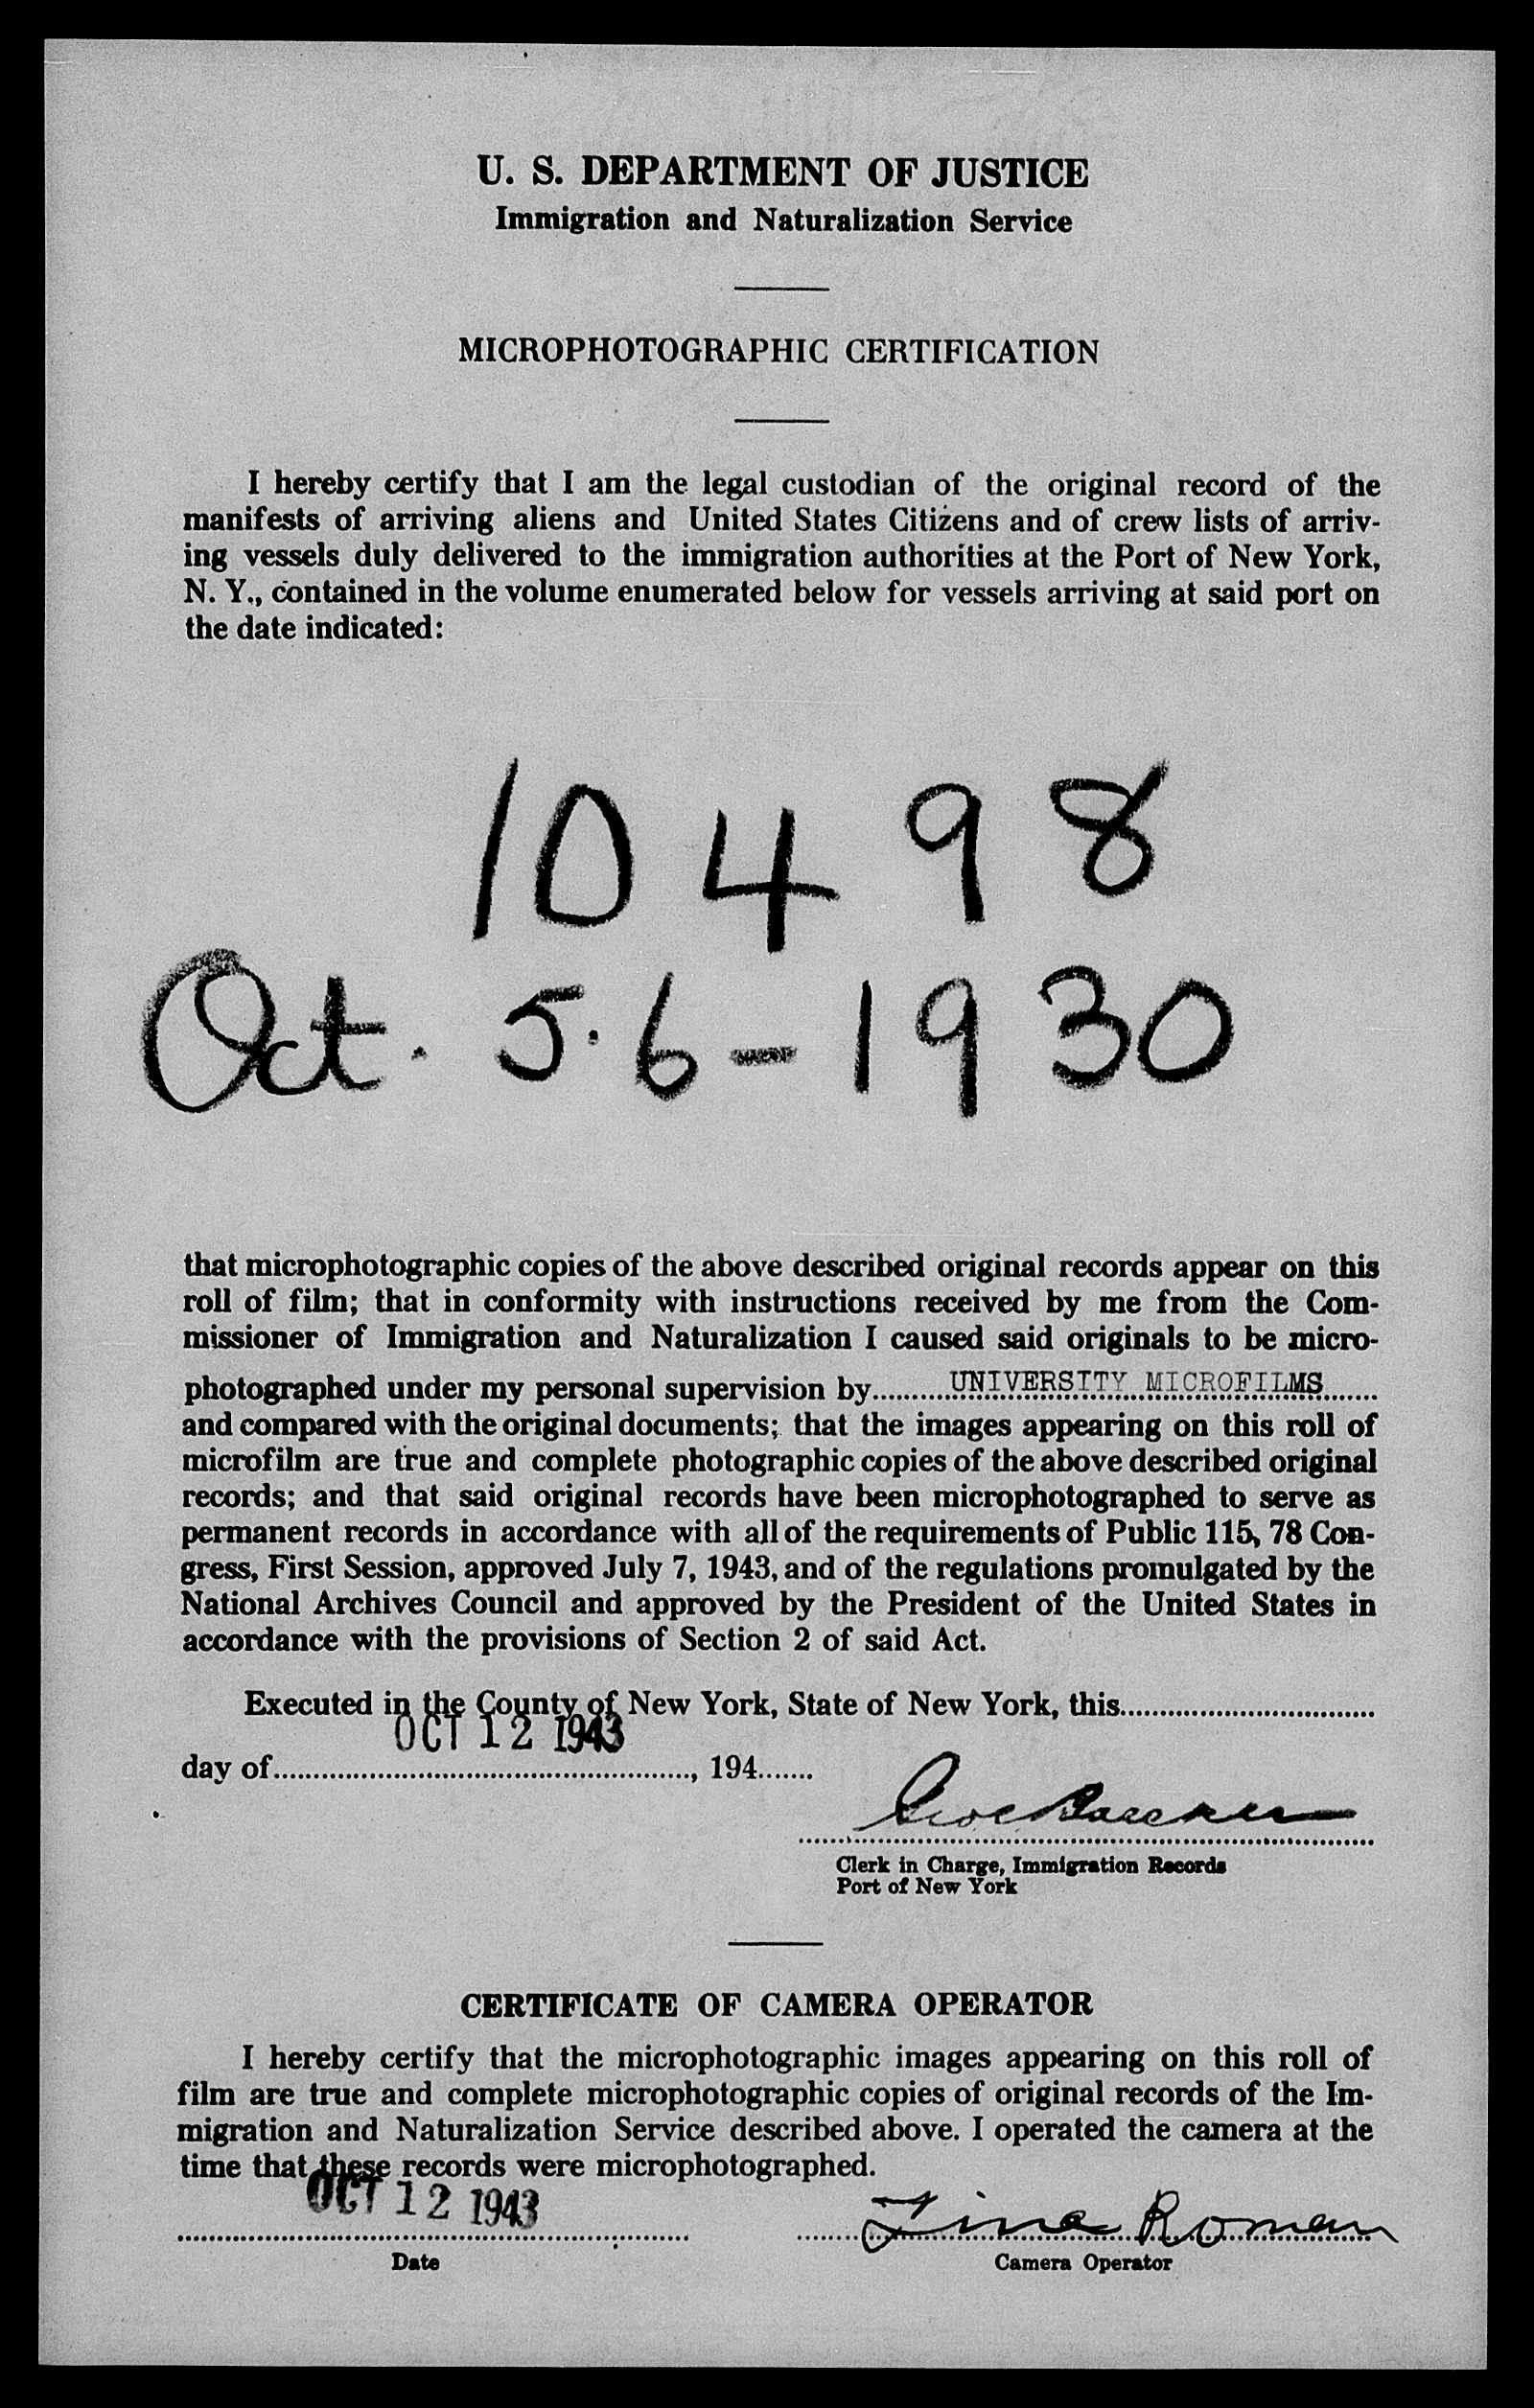 U. S. DEPARTMENT OF JUSTICE
Immigration and Naturalization Service
MICROPHOTOGRAPHIC CERTIFICATION
I hereby certify that I am the legal custodian of the original record of the
manifests of arriving aliens and United States Citizens and of crew lists of arriv-
ing vessels duly delivered to the immigration authorities at the Port of New York,
N. Y., contained in the volume enumerated below for vessels arriving at said port on
the date indicated:
10498
Oct. 5.6-1930
that microphotographic copies of the above described original records appear on this
roll of film; that in conformity with instructions received by me from the Com-
missioner of Immigration and Naturalization I caused said originals to be micro-
photographed under my personal supervision by UNIVERSITY MICROFILMS
and compared with the original documents; that the images appearing on this roll of
microfilm are true and complete photographic copies of the above described original
records; and that said original records have been microphotographed to serve as
permanent records in accordance with all of the requirements of Public 115, 78 Con-
gress, First Session, approved July 7, 1943, and of the regulations promulgated by the
National Archives Council and approved by the President of the United States in
accordance with the provisions of Section 2 of said Act.
Executed in the County of New York, State of New York, this
OCT 12 1943
day of , 194
Clerk in Charge, Immigration Records
Port of New York
CERTIFICATE OF CAMERA OPERATOR
I hereby certify that the microphotographic images appearing on this roll of
film are true and complete microphotographic copies of original records of the Im-
migration and Naturalization Service described above. I operated the camera at the
time that these records were microphotographed.
OCT 12 1943 Tina Roman
Date Camera Operator